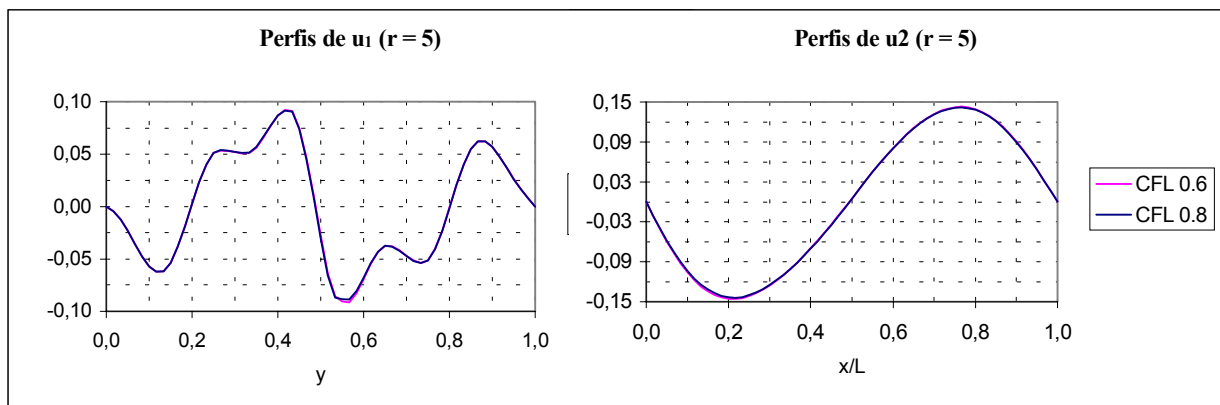 Perfis de u₁ (r = 5)
0,10
0,05
0,00
-0,05
-0,10
0,0 0,2 0,4 0,6 0,8 1,0
y
Perfis de u2 (r = 5)
0,15
0,09
0,03
-0,03
-0,09
-0,15
0,0 0,2 0,4 0,6 0,8 1,0
x/L
CFL 0.6
CFL 0.8